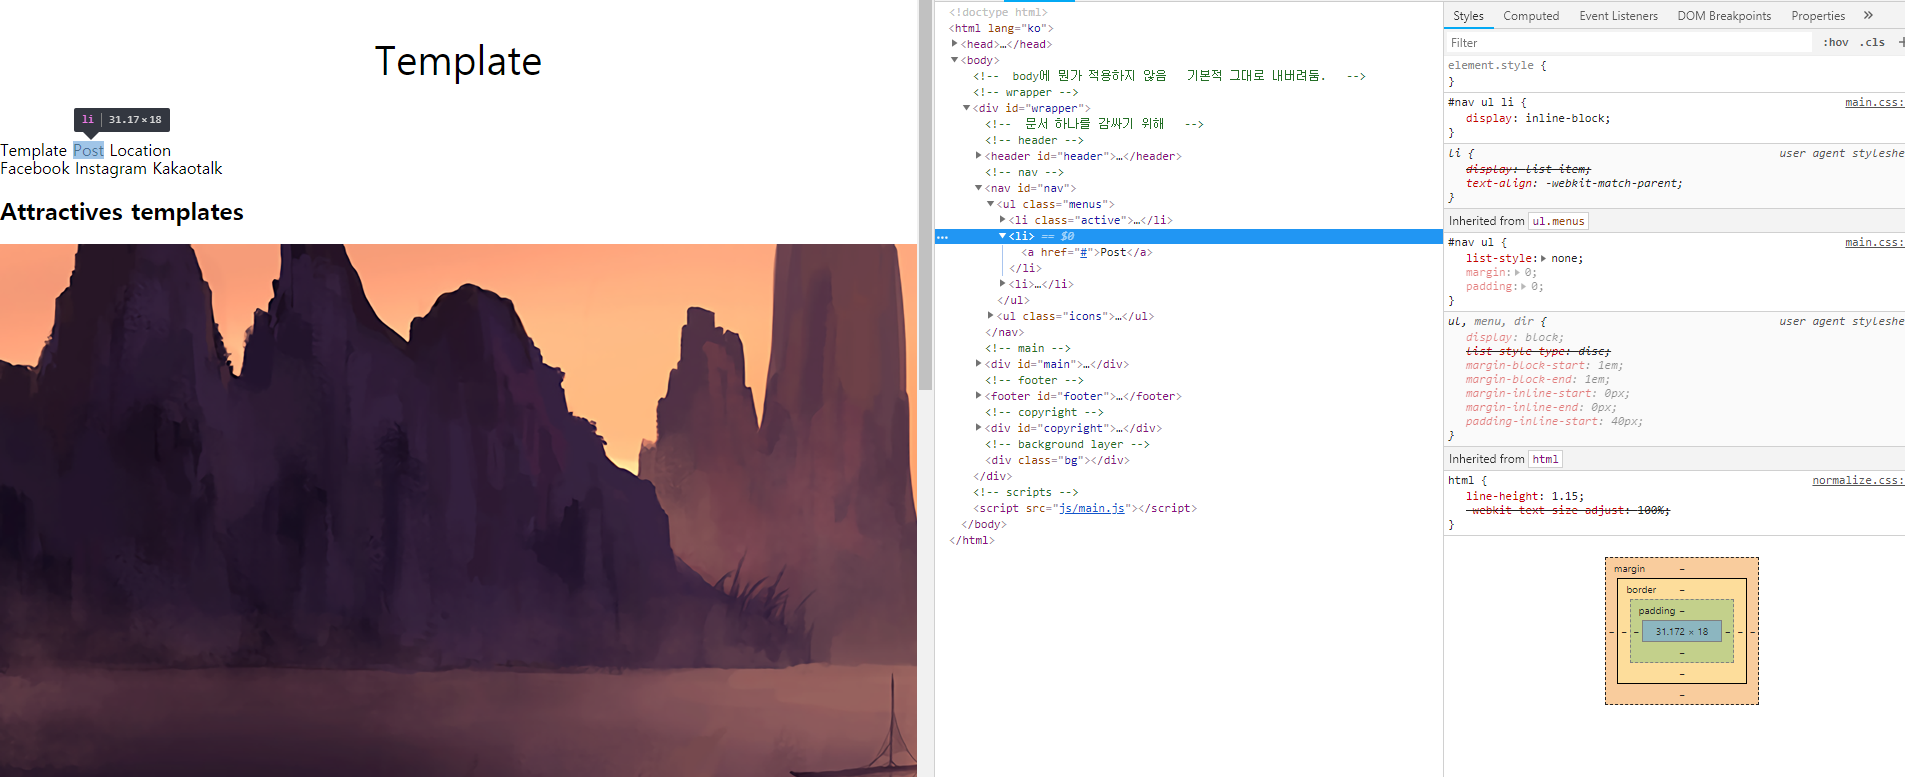 Template
li 31.17 × 18
Template Post Location
Facebook Instagram Kakaotalk
Attractives templates
<!doctype html>
<html lang="ko">
<head>…</head>
<body>
<!-- body에 뭔가 적용하지 않음 기본적 그대로 내버려둠. -->
<!-- wrapper -->
<div id="wrapper">
<!-- 문서 하나를 감싸기 위해 -->
<!-- header -->
<header id="header">…</header>
<!-- nav -->
<nav id="nav">
<ul class="menus">
<li class="active">…</li>
… <li> == $0
<a href="#">Post</a>
</li>
<li>…</li>
</ul>
<ul class="icons">…</ul>
</nav>
<!-- main -->
<div id="main">…</div>
<!-- footer -->
<footer id="footer">…</footer>
<!-- copyright -->
<div id="copyright">…</div>
<!-- background layer -->
<div class="bg"></div>
</div>
<!-- scripts -->
<script src="js/main.js"></script>
</body>
</html>
Styles Computed Event Listeners DOM Breakpoints Properties »
Filter :hov .cls +
element.style {
}
#nav ul li { main.css:
display: inline-block;
}
li { user agent styleshe
display: list-item;
text-align: -webkit-match-parent;
}
Inherited from ul.menus
#nav ul { main.css:
list-style: none;
margin: 0;
padding: 0;
}
ul, menu, dir { user agent styleshe
display: block;
list-style-type: disc;
margin-block-start: 1em;
margin-block-end: 1em;
margin-inline-start: 0px;
margin-inline-end: 0px;
padding-inline-start: 40px;
}
Inherited from html
html { normalize.css:
line-height: 1.15;
-webkit-text-size-adjust: 100%;
}
margin –
border –
padding –
– – – 31.172 × 18 – – –
–
–
–